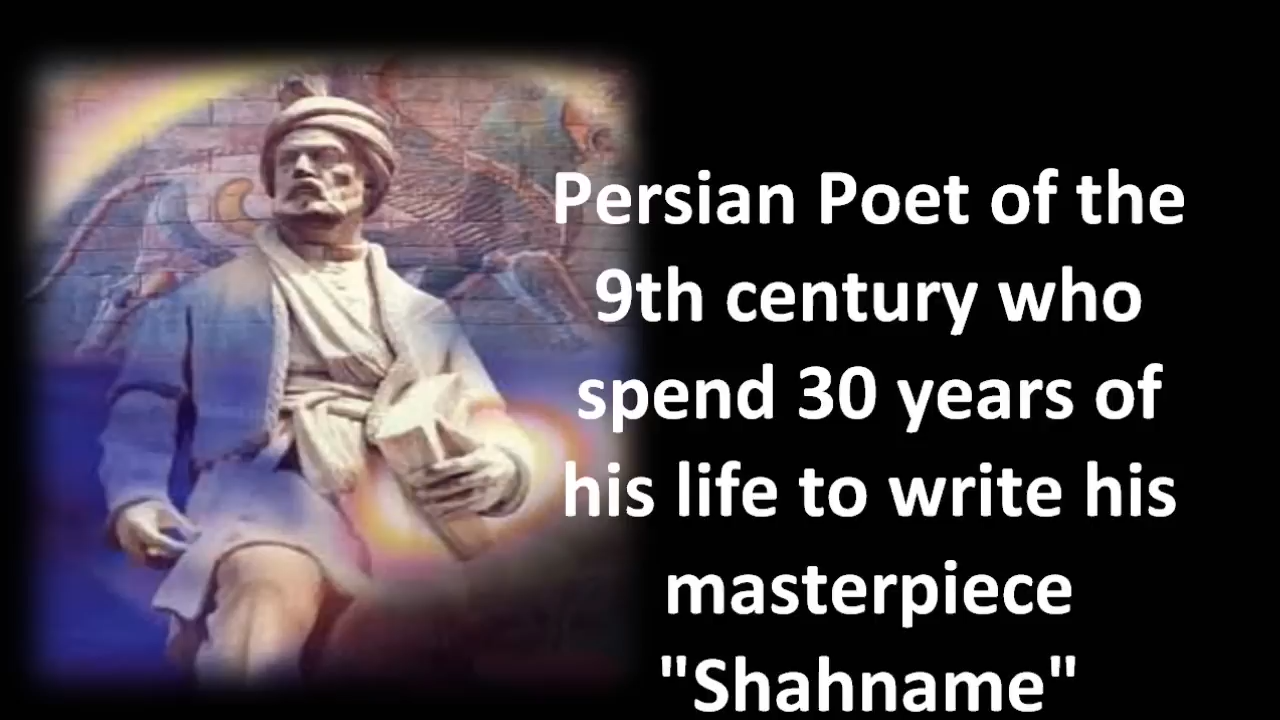 Persian Poet of the
9th century who
spend 30 years of
his life to write his
masterpiece
"Shahname"